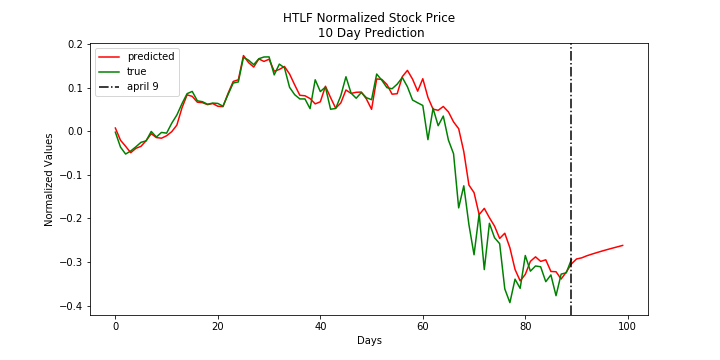 HTLF Normalized Stock Price
10 Day Prediction
predicted
true
april 9
Normalized Values
0.2
0.1
0.0
−0.1
−0.2
−0.3
−0.4
0
20
40
60
80
100
Days